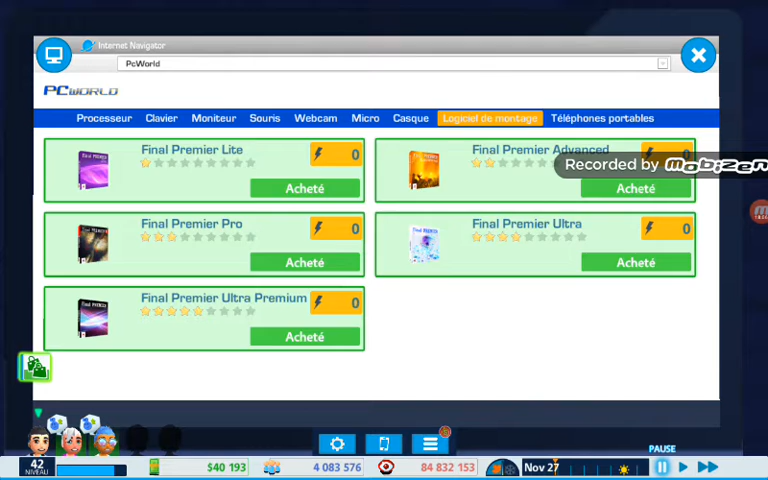 Internet Navigator
PcWorld
PCWORLD
Processeur Clavier Moniteur Souris Webcam Micro Casque Logiciel de montage Téléphones portables
Final Premier Lite
0
Acheté
Final Premier Advanced
Acheté
Recorded by mobizen
Final Premier Pro
0
Acheté
Final Premier Ultra
0
Acheté
Final Premier Ultra Premium
0
Acheté
PAUSE
42
NIVEAU
$40 193
4 083 576
84 832 153
Nov 27